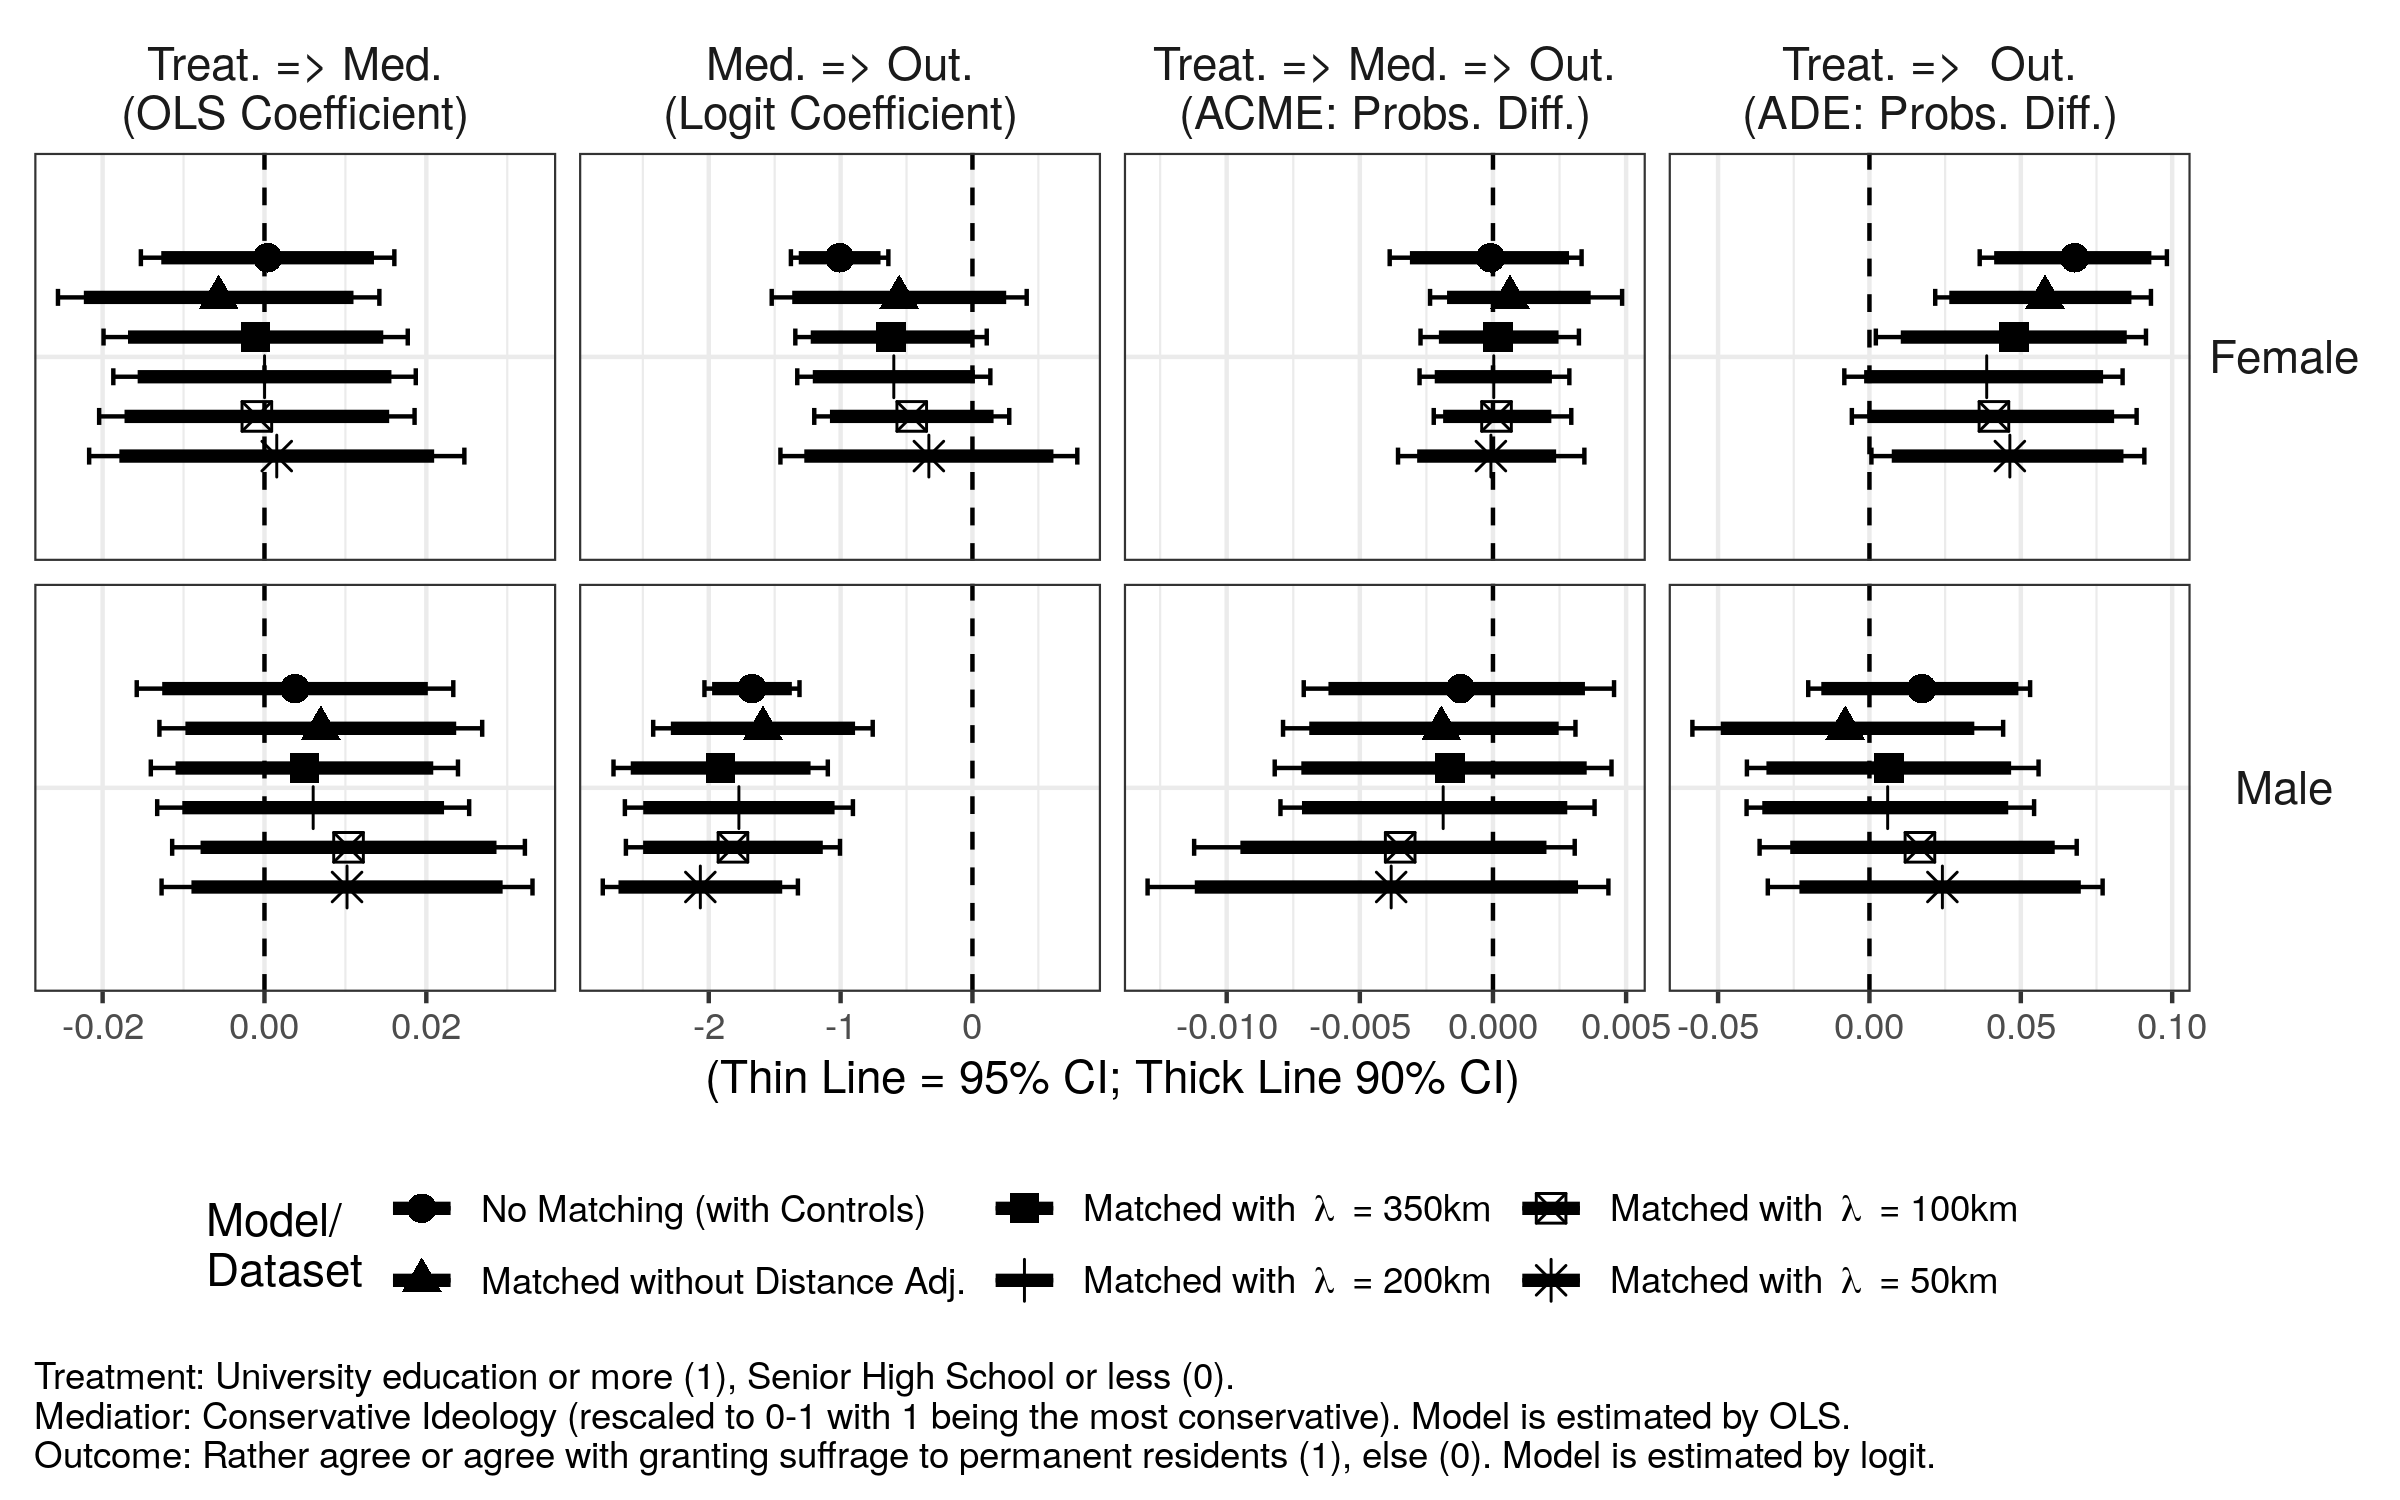 Treat. => Med.
(OLS Coefficient)
Med. => Out.
(Logit Coefficient)
Treat. => Med. => Out.
(ACME: Probs. Diff.)
Treat. => Out.
(ADE: Probs. Diff.)
Female
Male
-0.02 0.00 0.02
-2 -1 0
-0.010 -0.005 0.000 0.005
-0.05 0.00 0.05 0.10
(Thin Line = 95% CI; Thick Line 90% CI)
Model/
Dataset
No Matching (with Controls)
Matched without Distance Adj.
Matched with λ = 350km
Matched with λ = 200km
Matched with λ = 100km
Matched with λ = 50km
Treatment: University education or more (1), Senior High School or less (0).
Mediatior: Conservative Ideology (rescaled to 0-1 with 1 being the most conservative). Model is estimated by OLS.
Outcome: Rather agree or agree with granting suffrage to permanent residents (1), else (0). Model is estimated by logit.